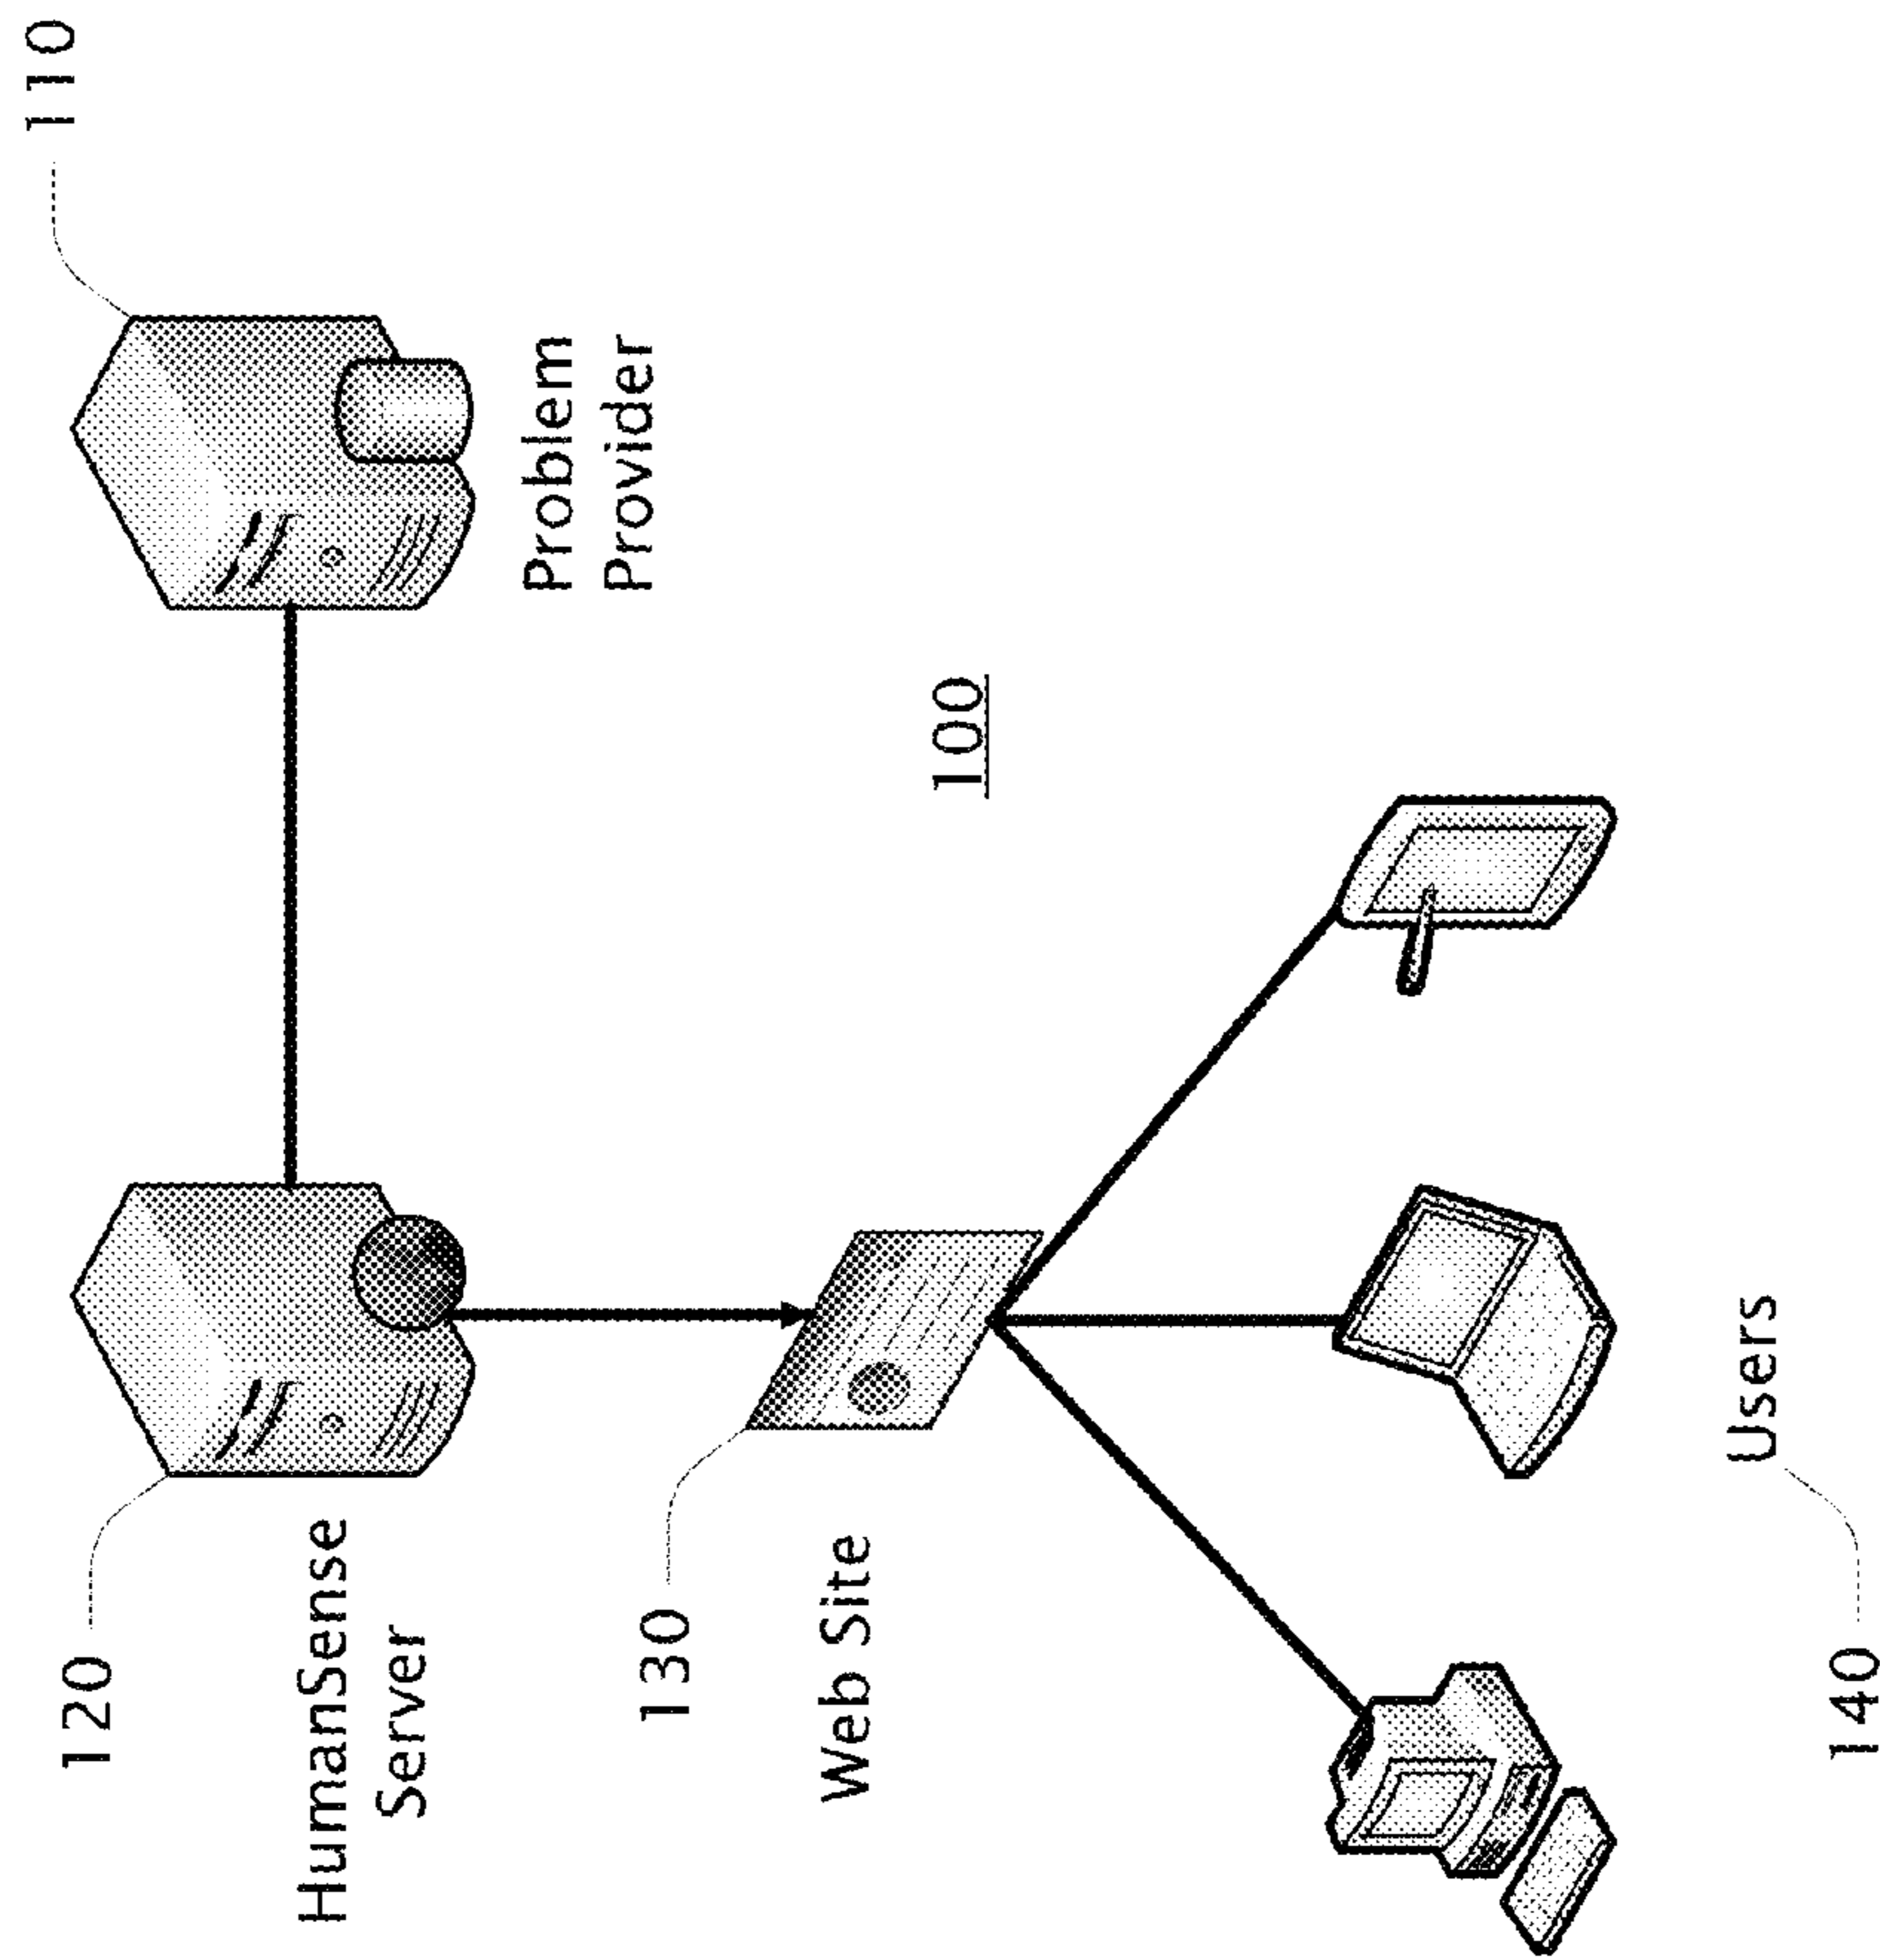 120
HumanSense
Server
110
Problem
Provider
130
Web Site
100
Users
140